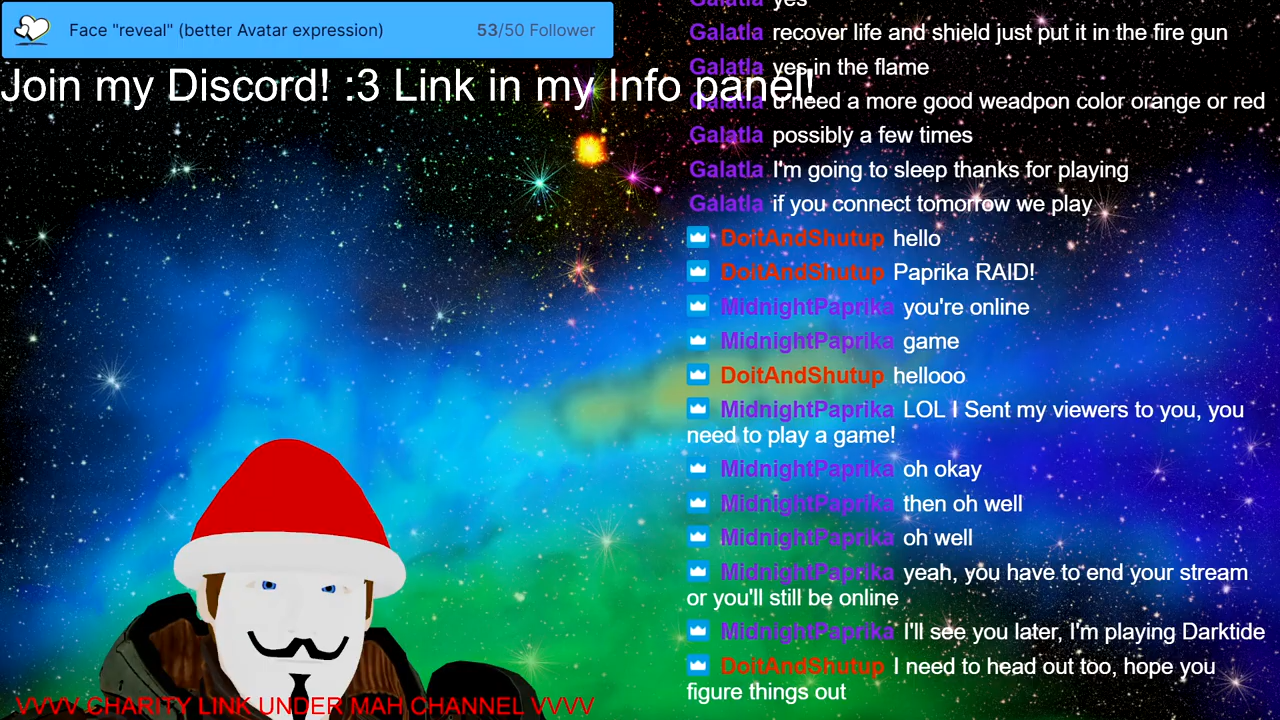 Face "reveal" (better Avatar expression) 53/50 Follower
Join my Discord! :3 Link in my Info panel!
Galatla yes
Galatla recover life and shield just put it in the fire gun
Galatla yes in the flame
Galatla u need a more good weadpon color orange or red
Galatla possibly a few times
Galatla I'm going to sleep thanks for playing
Galatla if you connect tomorrow we play
DoitAndShutup hello
DoitAndShutup Paprika RAID!
MidnightPaprika you're online
MidnightPaprika game
DoitAndShutup hellooo
MidnightPaprika LOL I Sent my viewers to you, you
need to play a game!
MidnightPaprika oh okay
MidnightPaprika then oh well
MidnightPaprika oh well
MidnightPaprika yeah, you have to end your stream
or you'll still be online
MidnightPaprika I'll see you later, I'm playing Darktide
DoitAndShutup I need to head out too, hope you
figure things out
VVVV CHARITY LINK UNDER MAH CHANNEL VVVV